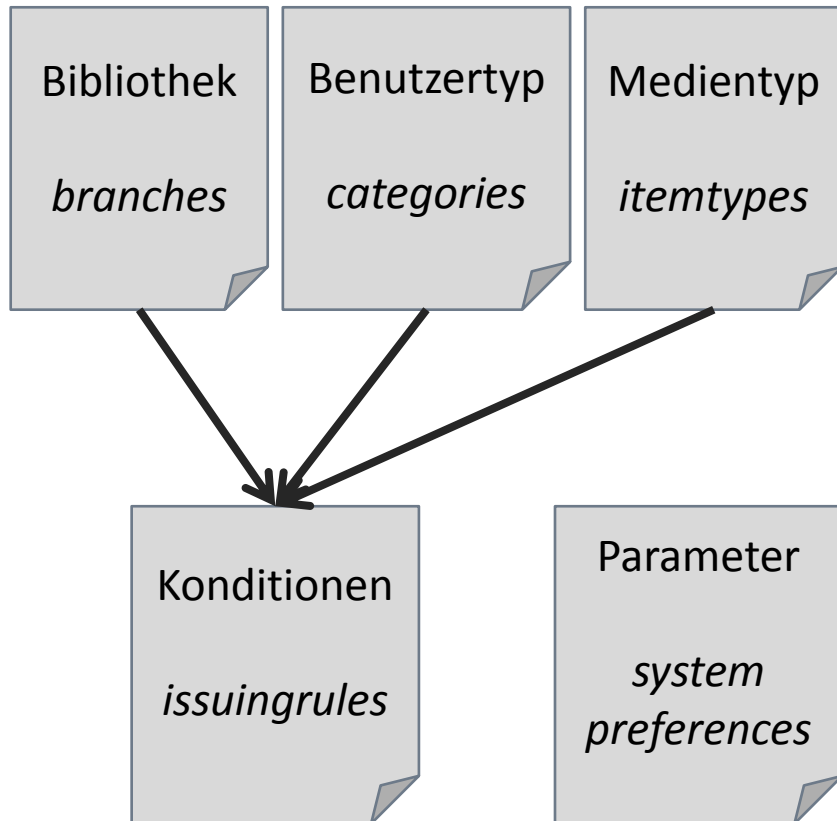 Bibliothek
branches
Benutzertyp
categories
Medientyp
itemtypes
Konditionen
issuingrules
Parameter
system
preferences